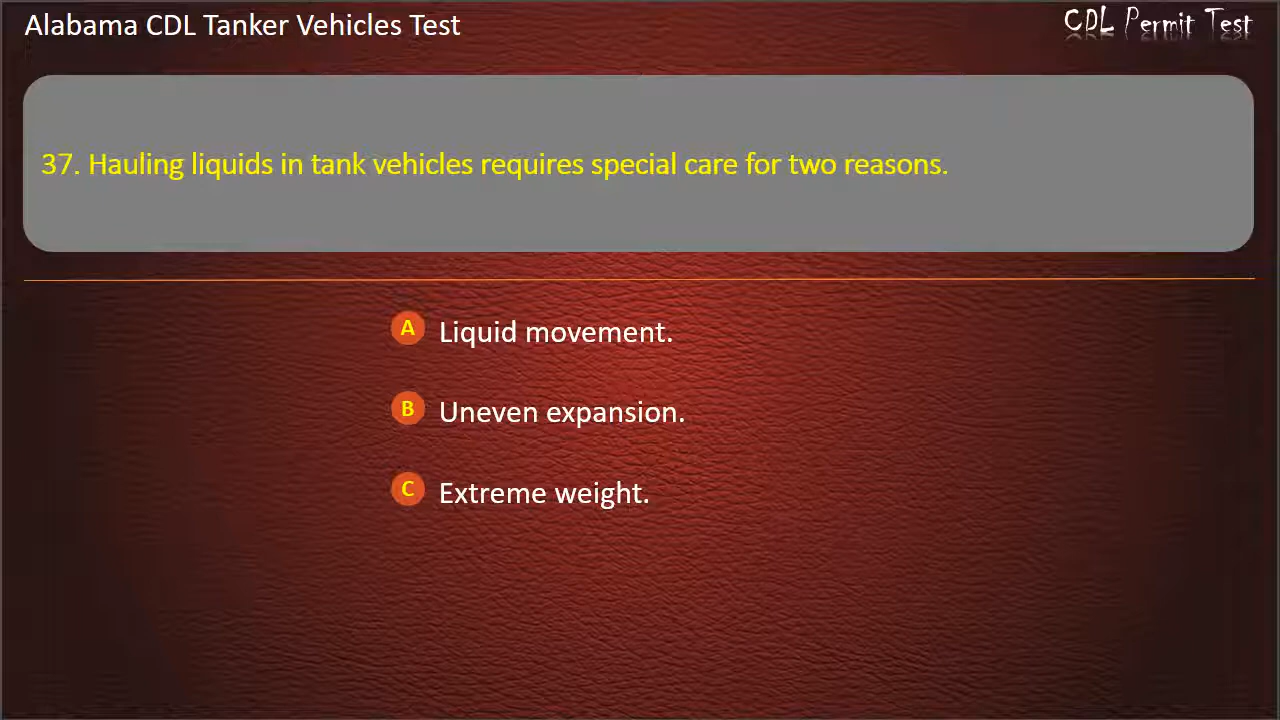 Alabama CDL Tanker Vehicles Test
CDL Permit Test
37. Hauling liquids in tank vehicles requires special care for two reasons.
A Liquid movement.
B Uneven expansion.
C Extreme weight.